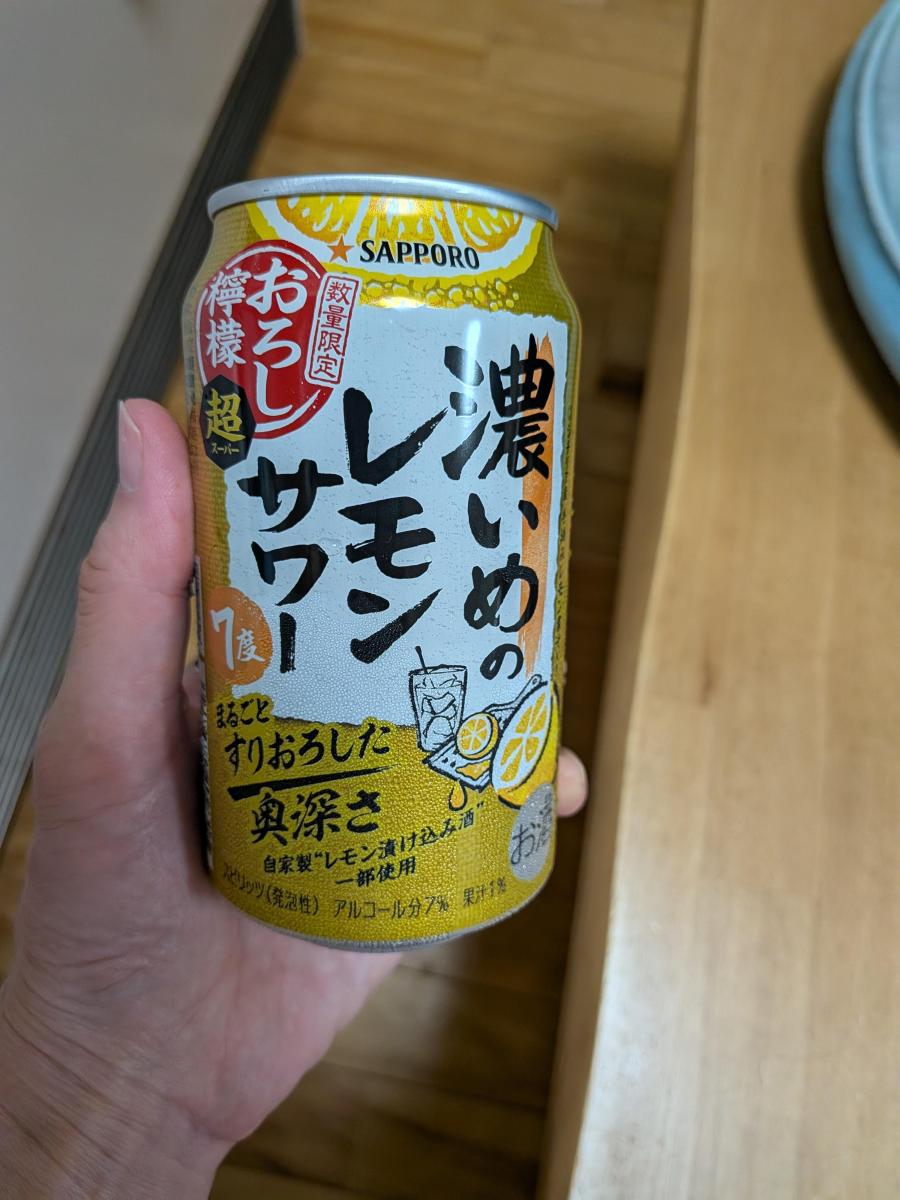 SAPPORO
数量限定
おろし
檸檬
超
スーパー
濃いめの
レモン
サワー
7度
まるごと
すりおろした
奥深さ
自家製“レモン漬け込み酒”
一部使用
お酒
スピリッツ(発泡性) アルコール分7% 果汁1%